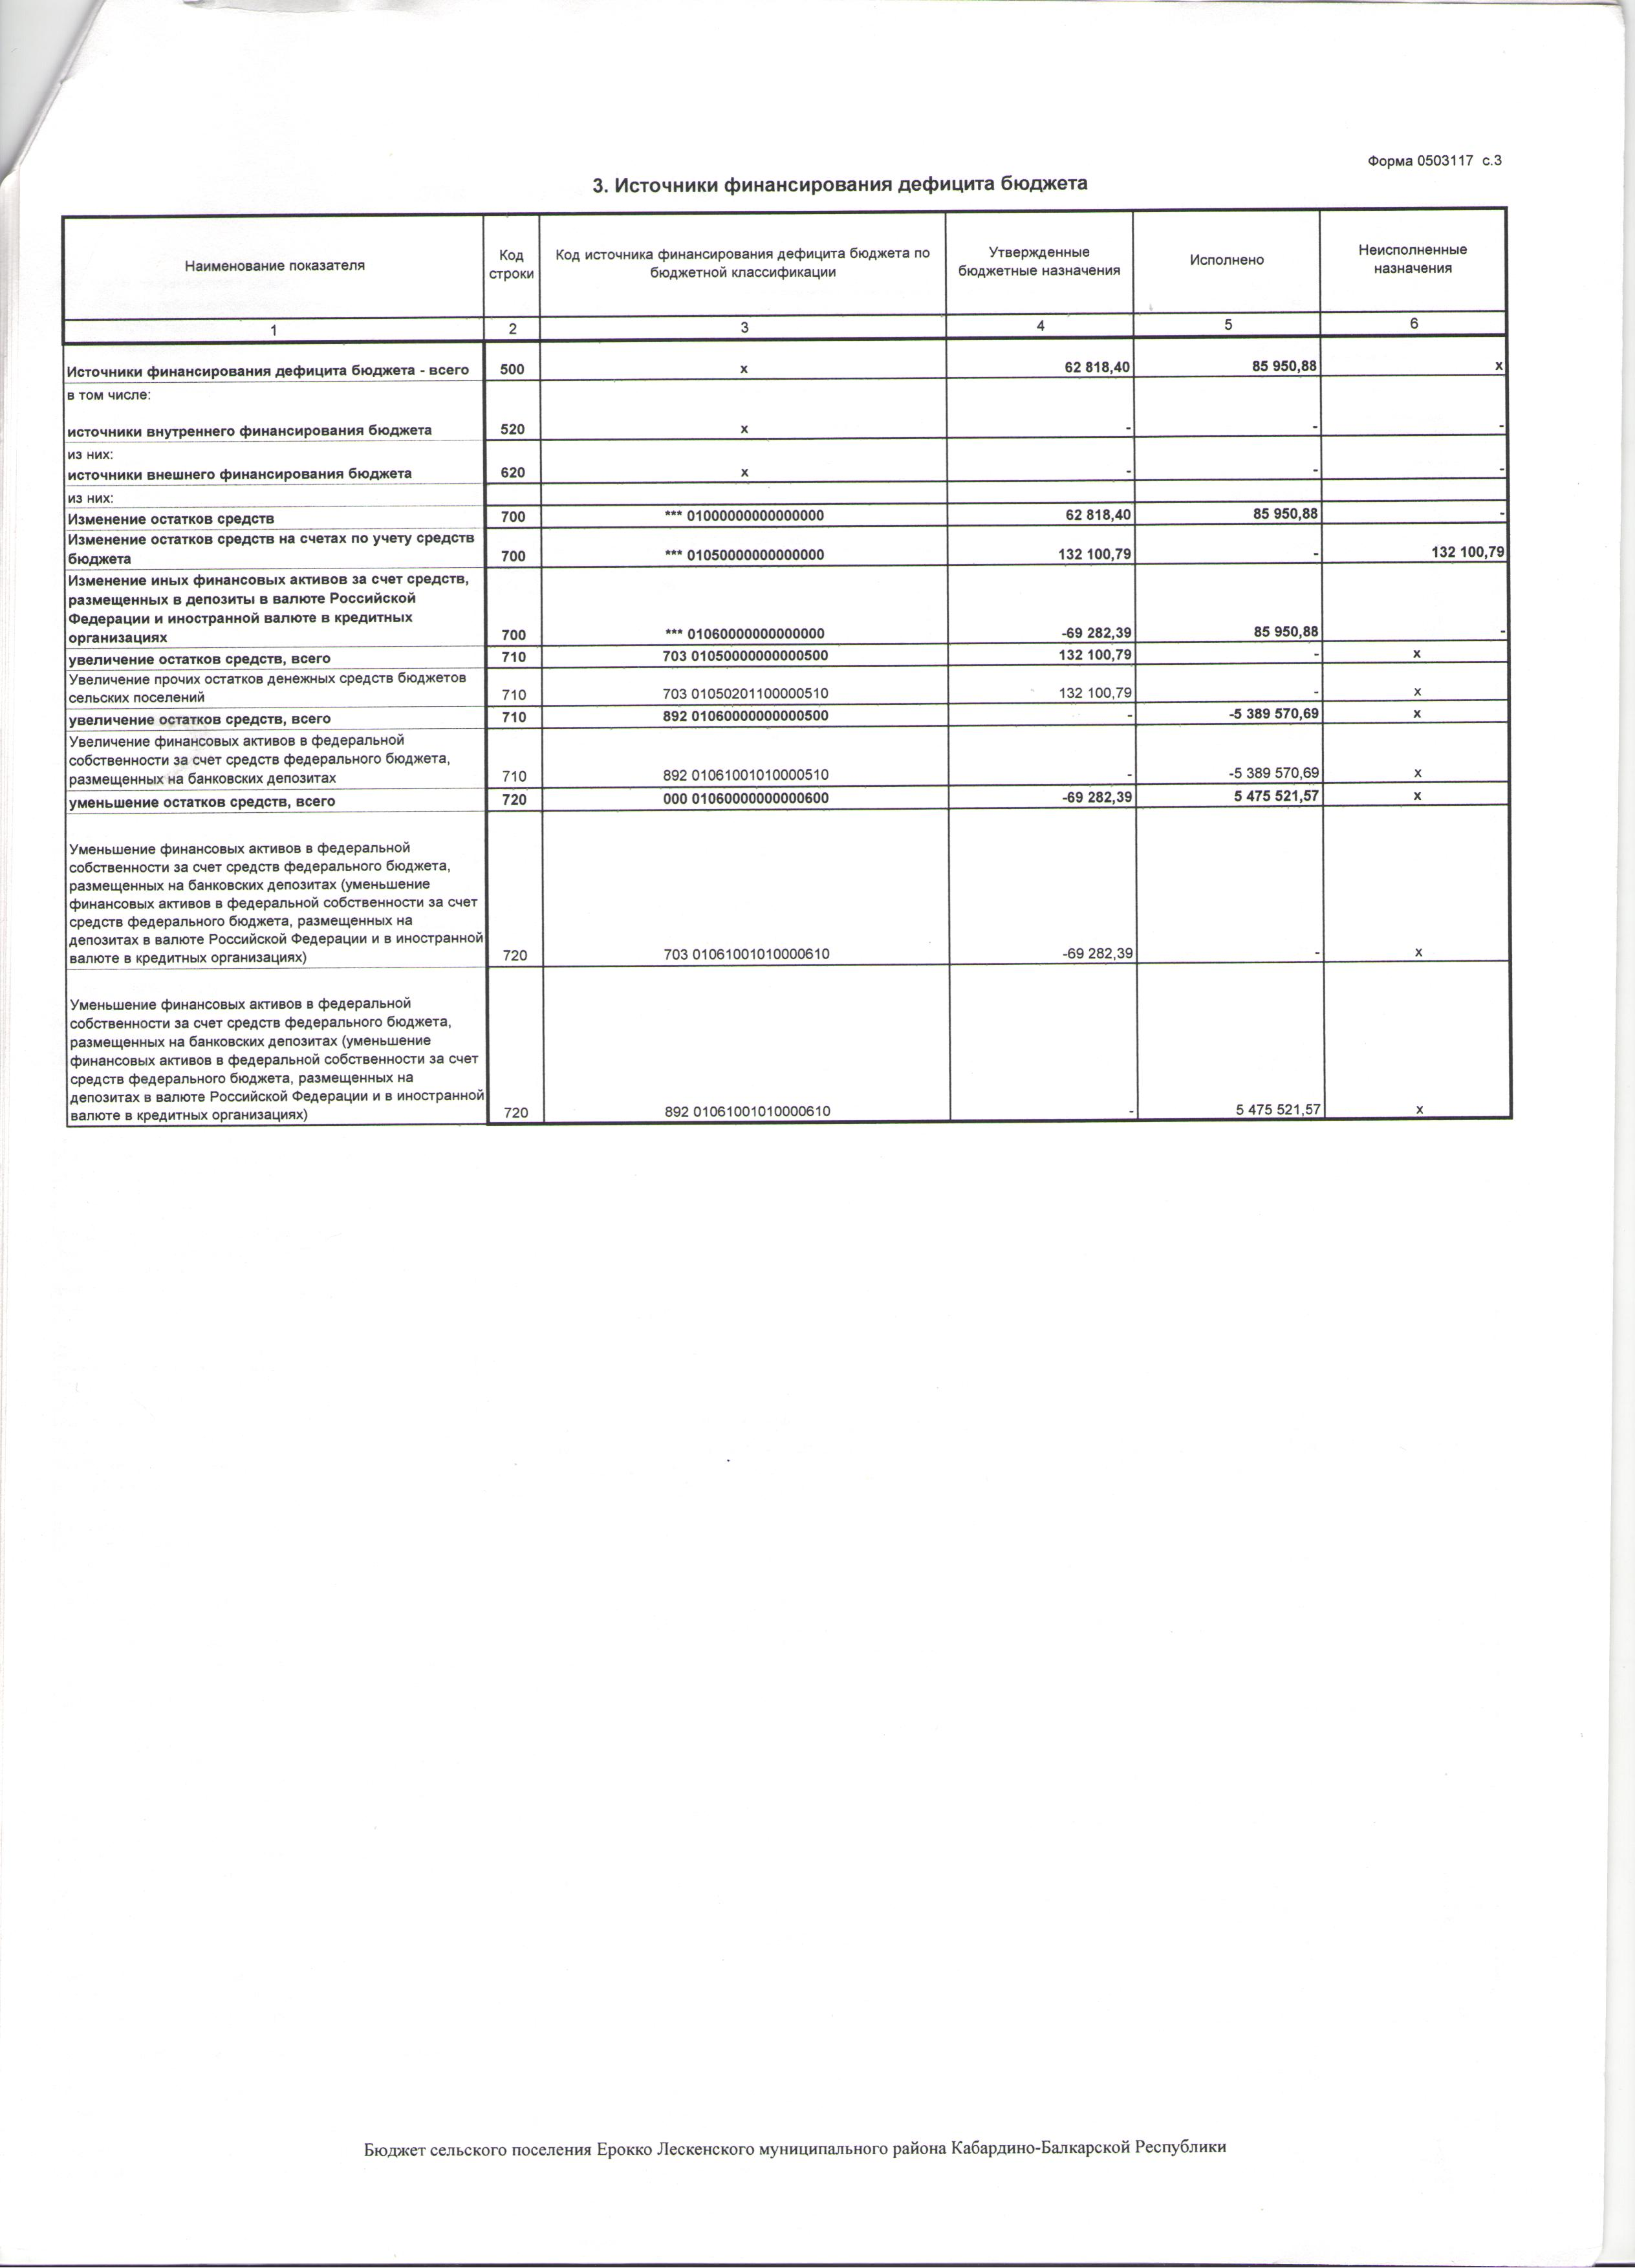 Форма 0503117 с.3
3. Источники финансирования дефицита бюджета
Наименование показателя
Код
строки
Код источника финансирования дефицита бюджета по
бюджетной классификации
Утвержденные
бюджетные назначения
Исполнено
Неисполненные
назначения
1 2 3 4 5 6
Источники финансирования дефицита бюджета - всего 500 х 62 818,40 85 950,88 х
в том числе:
источники внутреннего финансирования бюджета 520 х - - -
из них:
источники внешнего финансирования бюджета 620 х - - -
из них:
Изменение остатков средств 700 *** 01000000000000000 62 818,40 85 950,88 -
Изменение остатков средств на счетах по учету средств
бюджета 700 *** 01050000000000000 132 100,79 - 132 100,79
Изменение иных финансовых активов за счет средств,
размещенных в депозиты в валюте Российской
Федерации и иностранной валюте в кредитных
организациях 700 *** 01060000000000000 -69 282,39 85 950,88 -
увеличение остатков средств, всего 710 703 01050000000000500 132 100,79 - х
Увеличение прочих остатков денежных средств бюджетов
сельских поселений 710 703 01050201100000510 132 100,79 - х
увеличение остатков средств, всего 710 892 01060000000000500 - -5 389 570,69 х
Увеличение финансовых активов в федеральной
собственности за счет средств федерального бюджета,
размещенных на банковских депозитах 710 892 01061001010000510 - -5 389 570,69 х
уменьшение остатков средств, всего 720 000 01060000000000600 -69 282,39 5 475 521,57 х
Уменьшение финансовых активов в федеральной
собственности за счет средств федерального бюджета,
размещенных на банковских депозитах (уменьшение
финансовых активов в федеральной собственности за счет
средств федерального бюджета, размещенных на
депозитах в валюте Российской Федерации и в иностранной
валюте в кредитных организациях) 720 703 01061001010000610 -69 282,39 - х
Уменьшение финансовых активов в федеральной
собственности за счет средств федерального бюджета,
размещенных на банковских депозитах (уменьшение
финансовых активов в федеральной собственности за счет
средств федерального бюджета, размещенных на
депозитах в валюте Российской Федерации и в иностранной
валюте в кредитных организациях) 720 892 01061001010000610 - 5 475 521,57 х
Бюджет сельского поселения Ерокко Лескенского муниципального района Кабардино-Балкарской Республики